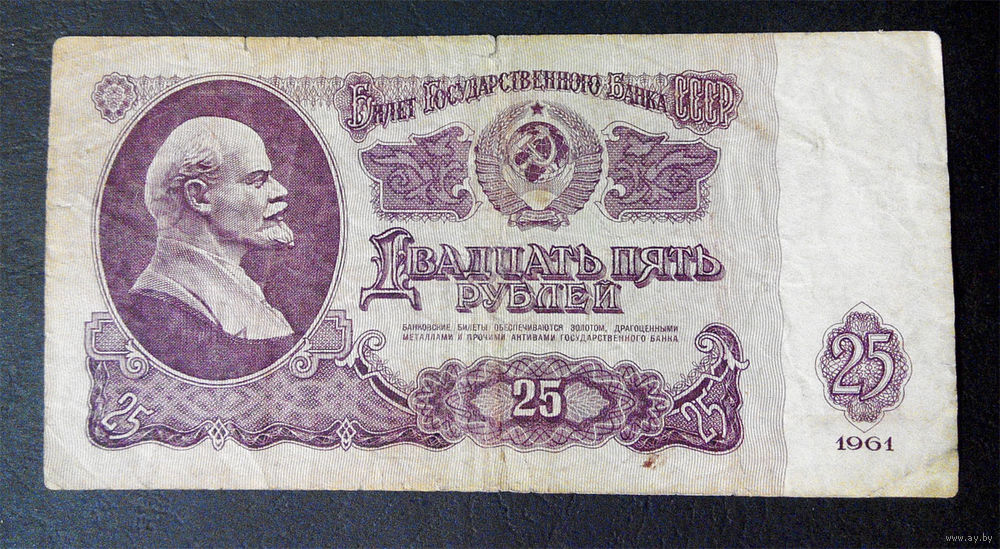 Билет Государственного Банка СССР
Двадцать пять
рублей
БАНКОВСКИЕ БИЛЕТЫ ОБЕСПЕЧИВАЮТСЯ ЗОЛОТОМ, ДРАГОЦЕННЫМИ
МЕТАЛЛАМИ И ПРОЧИМИ АКТИВАМИ ГОСУДАРСТВЕННОГО БАНКА
25
25
25
25
1961
www.ay.by